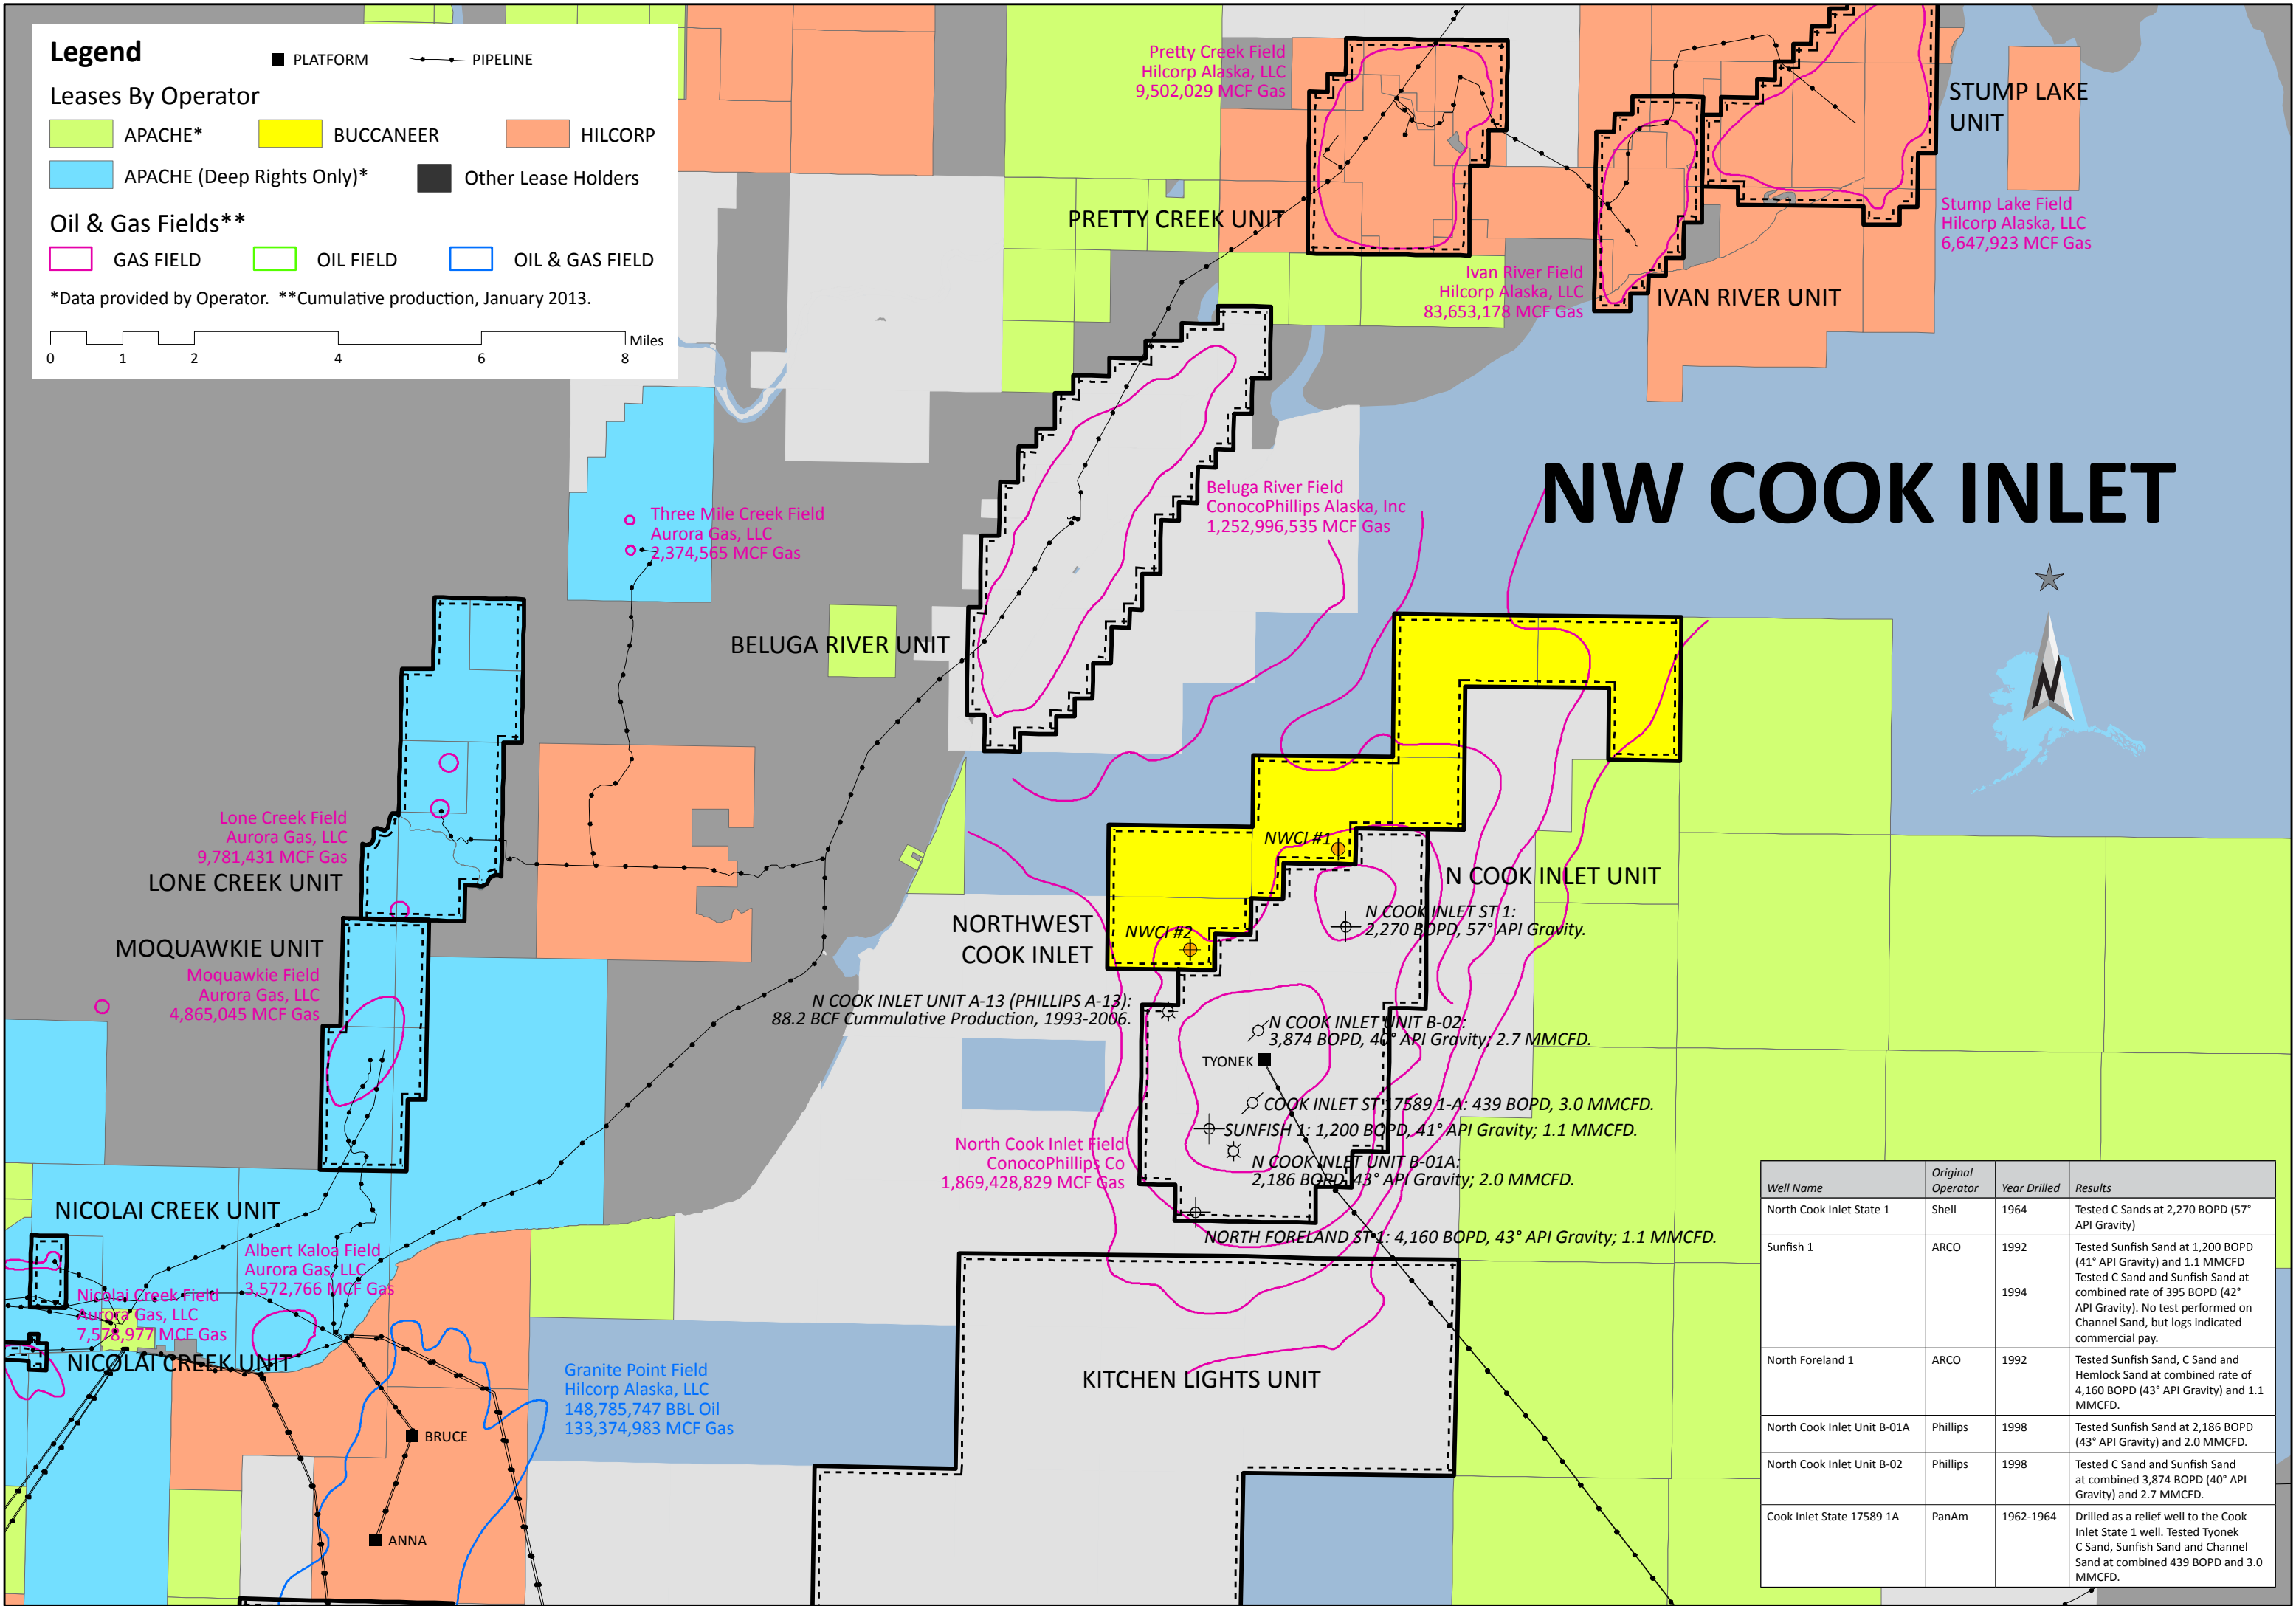 Legend
PLATFORM
PIPELINE
Leases By Operator
APACHE*
BUCCANEER
HILCORP
APACHE (Deep Rights Only)*
Other Lease Holders
Oil & Gas Fields**
GAS FIELD
OIL FIELD
OIL & GAS FIELD
*Data provided by Operator. **Cumulative production, January 2013.
Miles
0 1 2 4 6 8
Pretty Creek Field
Hilcorp Alaska, LLC
9,502,029 MCF Gas
PRETTY CREEK UNIT
STUMP LAKE
UNIT
Stump Lake Field
Hilcorp Alaska, LLC
6,647,923 MCF Gas
Ivan River Field
Hilcorp Alaska, LLC
83,653,178 MCF Gas
IVAN RIVER UNIT
NW COOK INLET
N
Beluga River Field
ConocoPhillips Alaska, Inc
1,252,996,535 MCF Gas
Three Mile Creek Field
Aurora Gas, LLC
2,374,565 MCF Gas
BELUGA RIVER UNIT
Lone Creek Field
Aurora Gas, LLC
9,781,431 MCF Gas
LONE CREEK UNIT
MOQUAWKIE UNIT
Moquawkie Field
Aurora Gas, LLC
4,865,045 MCF Gas
NWCI #1
N COOK INLET UNIT
NORTHWEST
COOK INLET
NWCI #2
N COOK INLET ST 1:
2,270 BOPD, 57° API Gravity.
N COOK INLET UNIT A-13 (PHILLIPS A-13):
88.2 BCF Cummulative Production, 1993-2006.
N COOK INLET UNIT B-02:
3,874 BOPD, 40° API Gravity; 2.7 MMCFD.
TYONEK
COOK INLET ST 17589 1-A: 439 BOPD, 3.0 MMCFD.
SUNFISH 1: 1,200 BOPD, 41° API Gravity; 1.1 MMCFD.
North Cook Inlet Field
ConocoPhillips Co
1,869,428,829 MCF Gas
N COOK INLET UNIT B-01A:
2,186 BOPD, 43° API Gravity; 2.0 MMCFD.
NORTH FORELAND ST 1: 4,160 BOPD, 43° API Gravity; 1.1 MMCFD.
NICOLAI CREEK UNIT
Albert Kaloa Field
Aurora Gas, LLC
3,572,766 MCF Gas
Nicolai Creek Field
Aurora Gas, LLC
7,578,977 MCF Gas
NICOLAI CREEK UNIT
Granite Point Field
Hilcorp Alaska, LLC
148,785,747 BBL Oil
133,374,983 MCF Gas
KITCHEN LIGHTS UNIT
BRUCE
ANNA
Well Name
Original
Operator
Year Drilled
Results
North Cook Inlet State 1
Shell
1964
Tested C Sands at 2,270 BOPD (57°
API Gravity)
Sunfish 1
ARCO
1992
Tested Sunfish Sand at 1,200 BOPD
(41° API Gravity) and 1.1 MMCFD
1994
Tested C Sand and Sunfish Sand at
combined rate of 395 BOPD (42°
API Gravity). No test performed on
Channel Sand, but logs indicated
commercial pay.
North Foreland 1
ARCO
1992
Tested Sunfish Sand, C Sand and
Hemlock Sand at combined rate of
4,160 BOPD (43° API Gravity) and 1.1
MMCFD.
North Cook Inlet Unit B-01A
Phillips
1998
Tested Sunfish Sand at 2,186 BOPD
(43° API Gravity) and 2.0 MMCFD.
North Cook Inlet Unit B-02
Phillips
1998
Tested C Sand and Sunfish Sand
at combined 3,874 BOPD (40° API
Gravity) and 2.7 MMCFD.
Cook Inlet State 17589 1A
PanAm
1962-1964
Drilled as a relief well to the Cook
Inlet State 1 well. Tested Tyonek
C Sand, Sunfish Sand and Channel
Sand at combined 439 BOPD and 3.0
MMCFD.